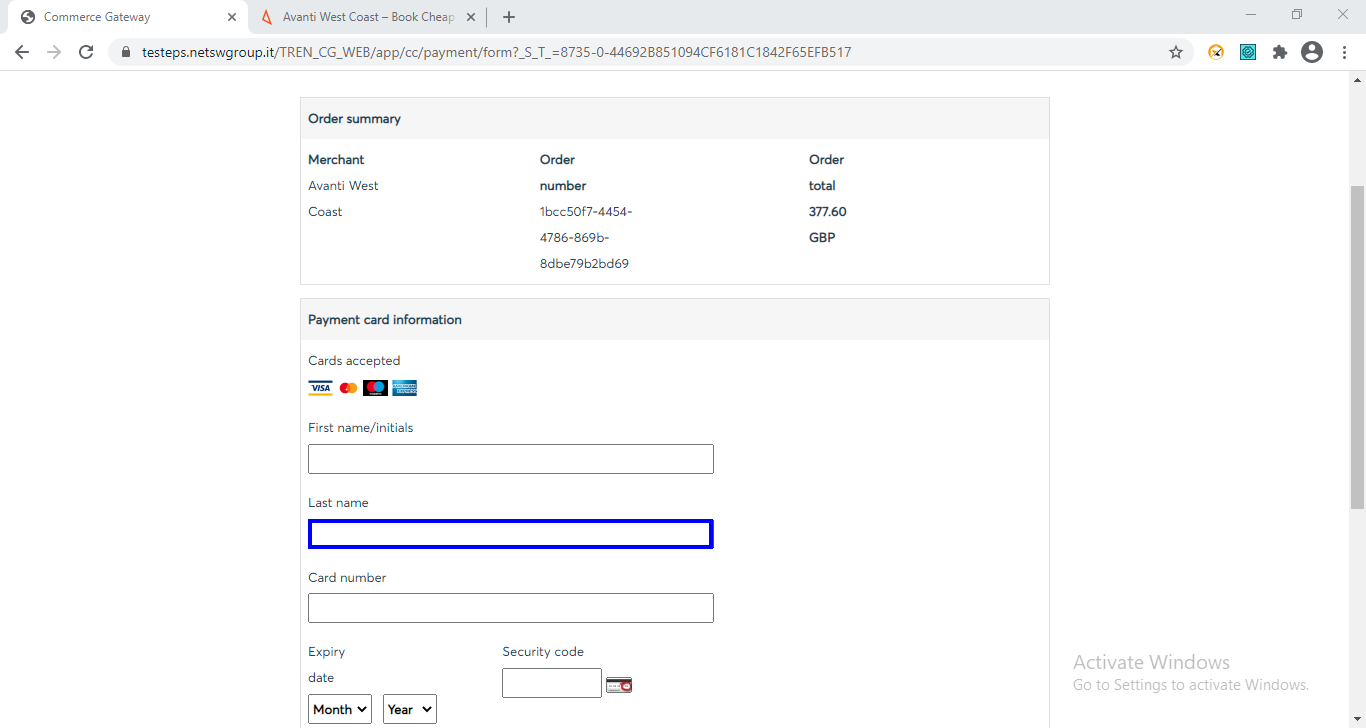 Commerce Gateway
Avanti West Coast – Book Cheap
testeps.netswgroup.it/TREN_CG_WEB/app/cc/payment/form?_S_T_=8735-0-44692B851094CF6181C1842F65EFB517
Order summary
Merchant
Avanti West
Coast
Order
number
1bcc50f7-4454-
4786-869b-
8dbe79b2bd69
Order
total
377.60
GBP
Payment card information
Cards accepted
VISA
First name/initials
Last name
Card number
Expiry
date
Security code
Month
Year
Activate Windows
Go to Settings to activate Windows.